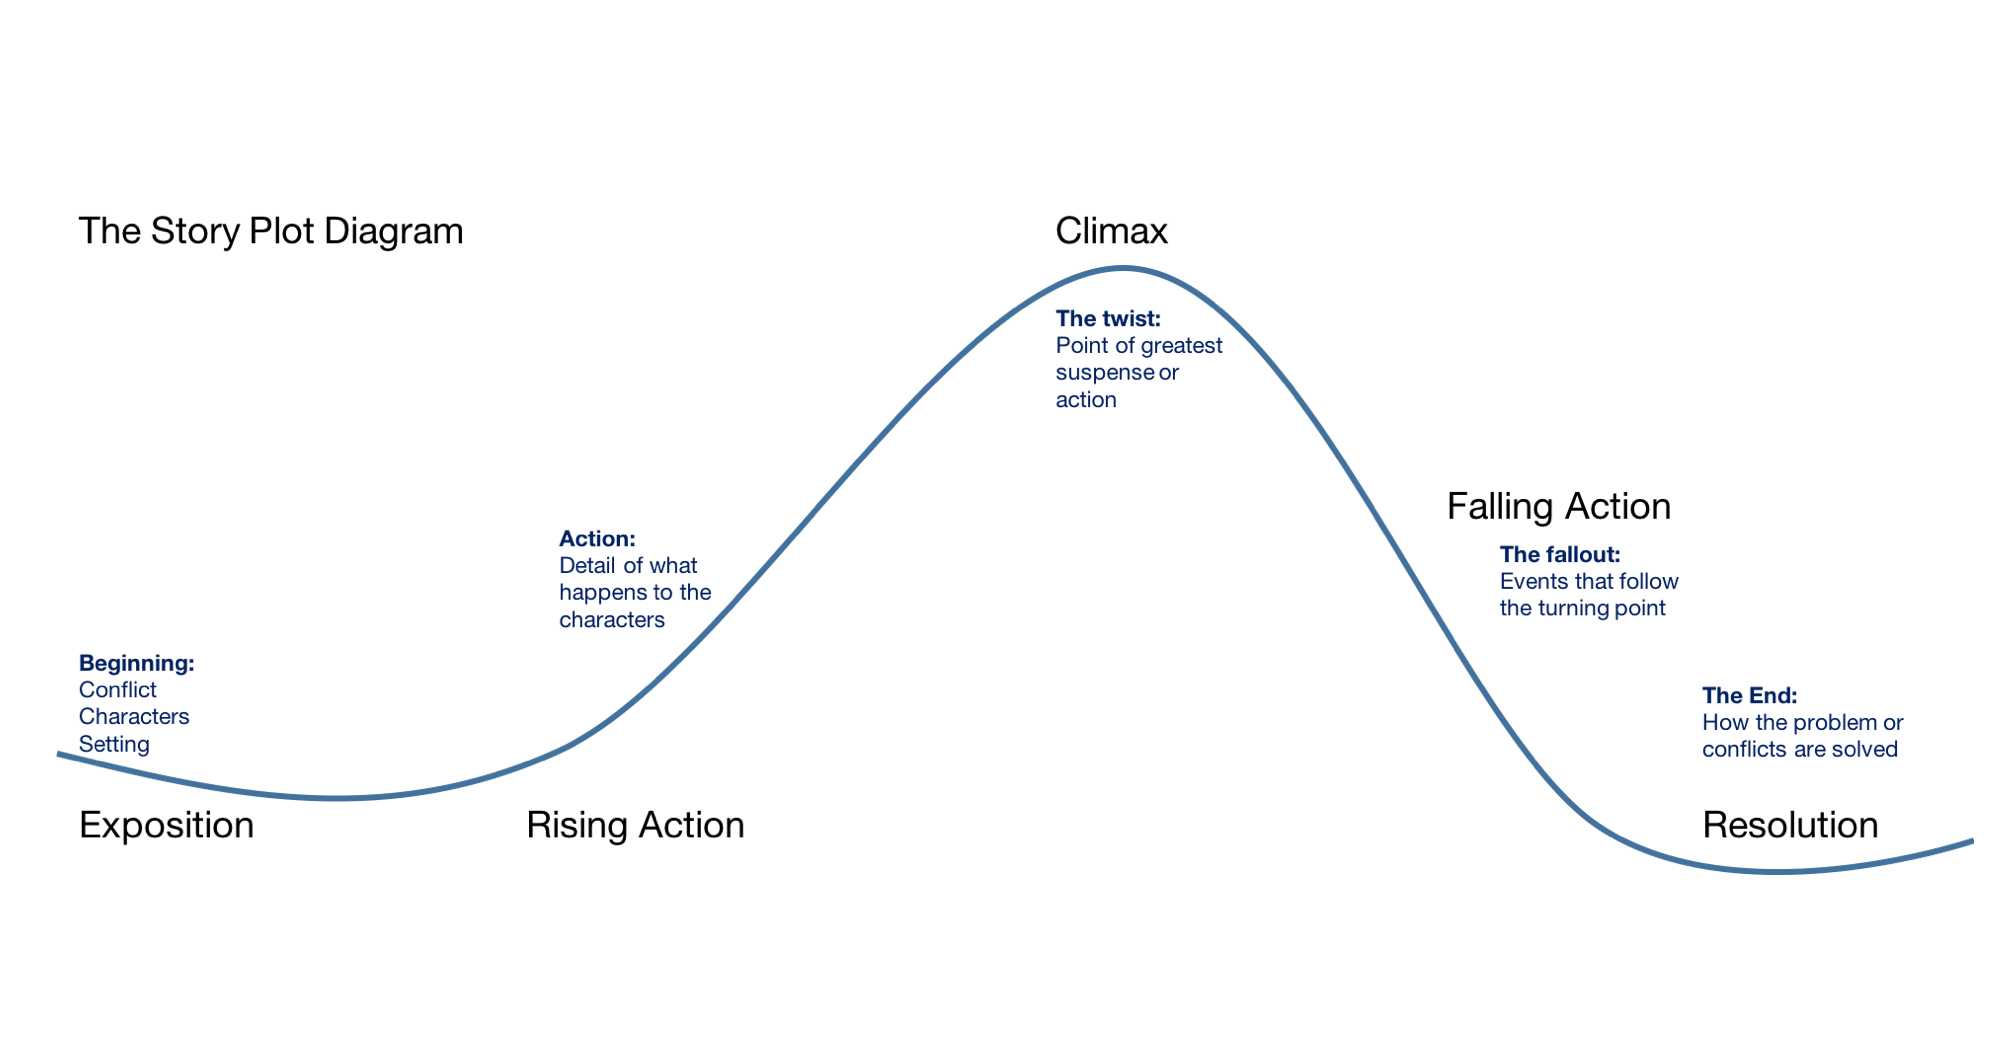 The Story Plot Diagram
Beginning:
Conflict
Characters
Setting
Exposition
Action:
Detail of what
happens to the
characters
Rising Action
Climax
The twist:
Point of greatest
suspense or
action
Falling Action
The fallout:
Events that follow
the turning point
The End:
How the problem or
conflicts are solved
Resolution